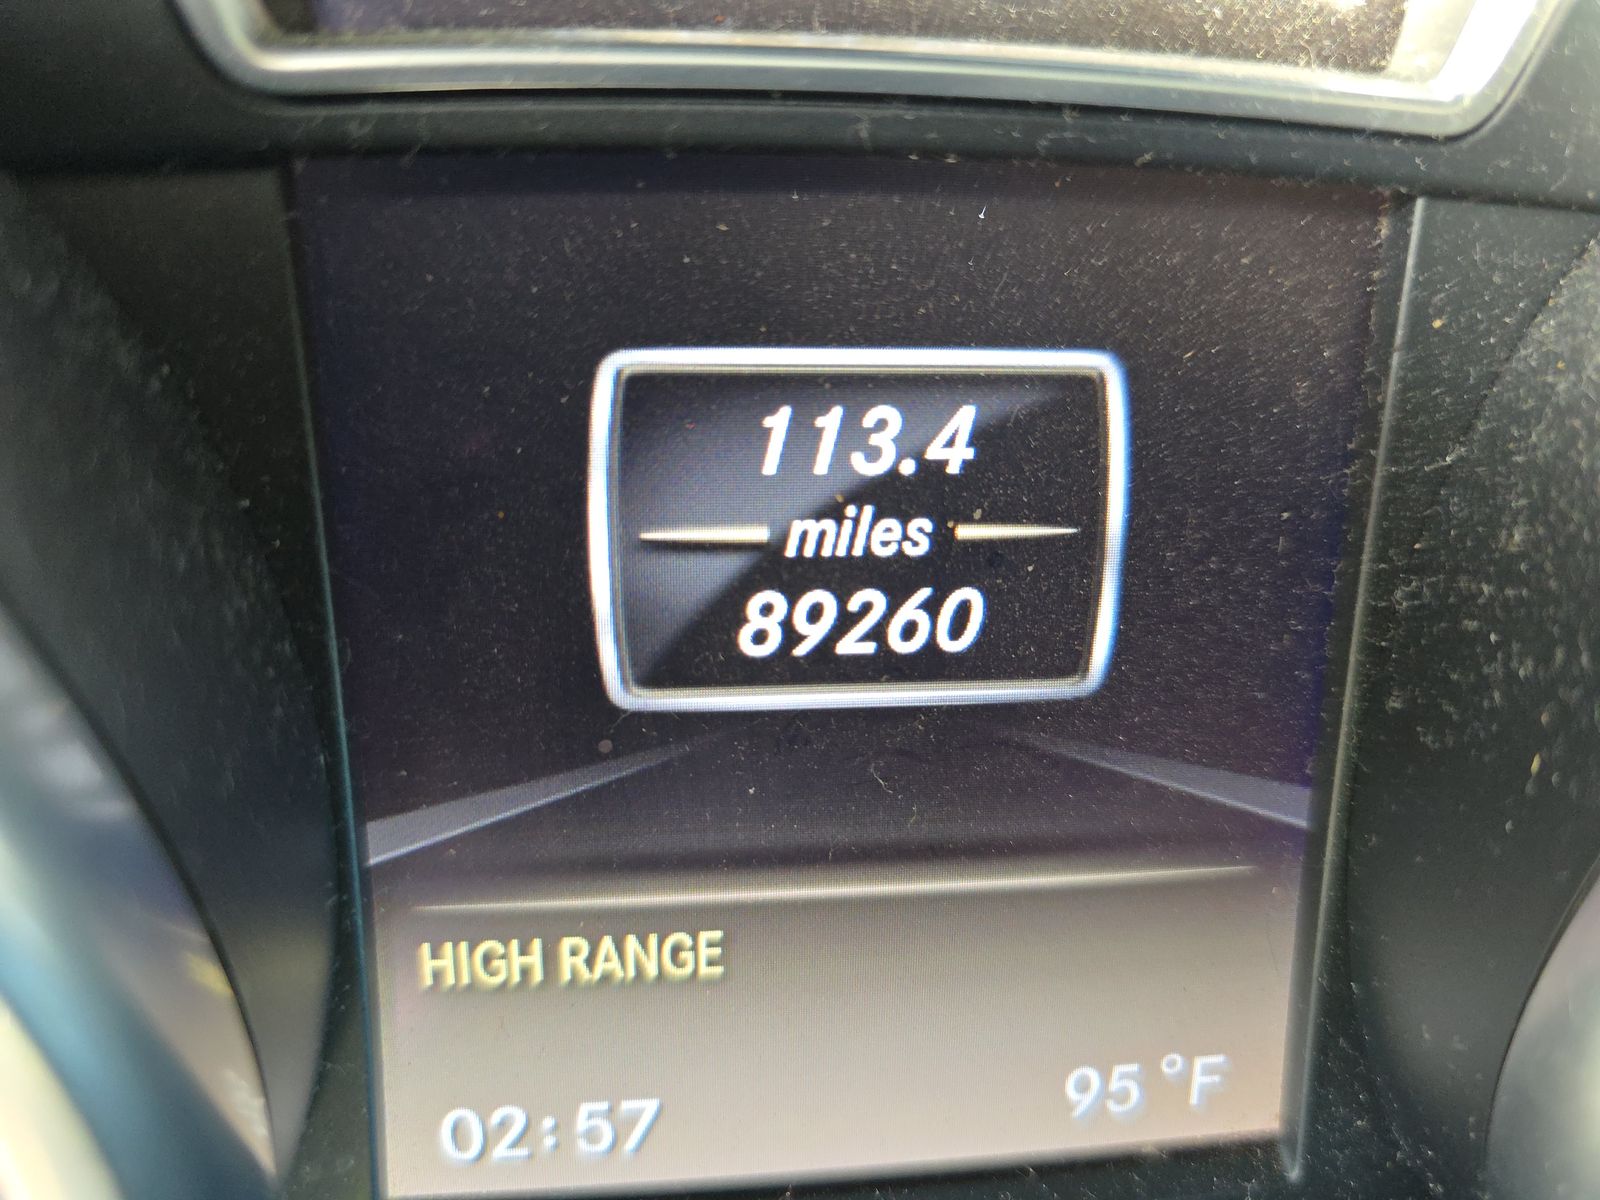 113.4
miles
89260
HIGH RANGE
02:57
95 °F